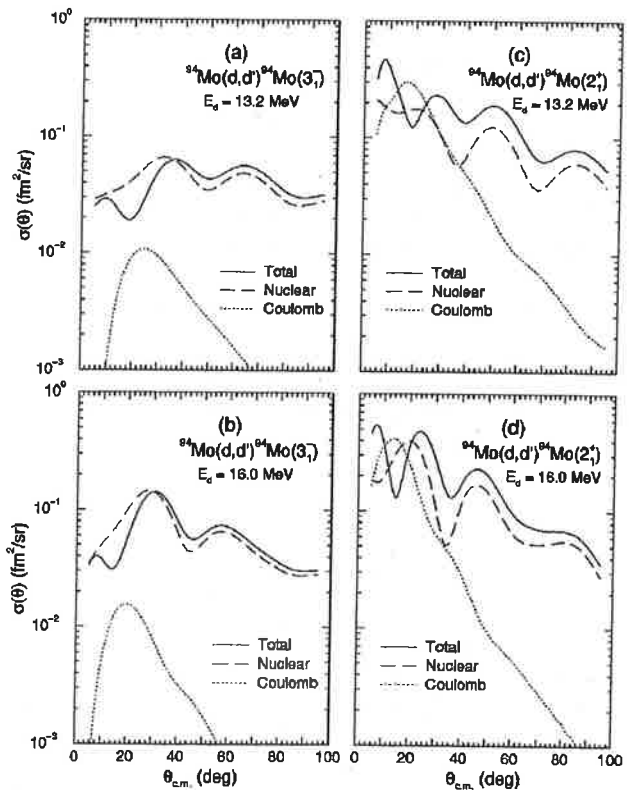 10⁰
(a)
⁹⁴Mo(d,d')⁹⁴Mo(3₁⁻)
E_d = 13.2 MeV
10⁻¹
σ(θ) (fm²/sr)
10⁻²
Total
Nuclear
Coulomb
10⁻³
(c)
⁹⁴Mo(d,d')⁹⁴Mo(2₁⁺)
E_d = 13.2 MeV
Total
Nuclear
Coulomb
10⁰
(b)
⁹⁴Mo(d,d')⁹⁴Mo(3₁⁻)
E_d = 16.0 MeV
10⁻¹
σ(θ) (fm²/sr)
10⁻²
Total
Nuclear
Coulomb
10⁻³
0 20 40 60 80 100
θ_c.m. (deg)
(d)
⁹⁴Mo(d,d')⁹⁴Mo(2₁⁺)
E_d = 16.0 MeV
Total
Nuclear
Coulomb
0 20 40 60 80 100
θ_c.m. (deg)